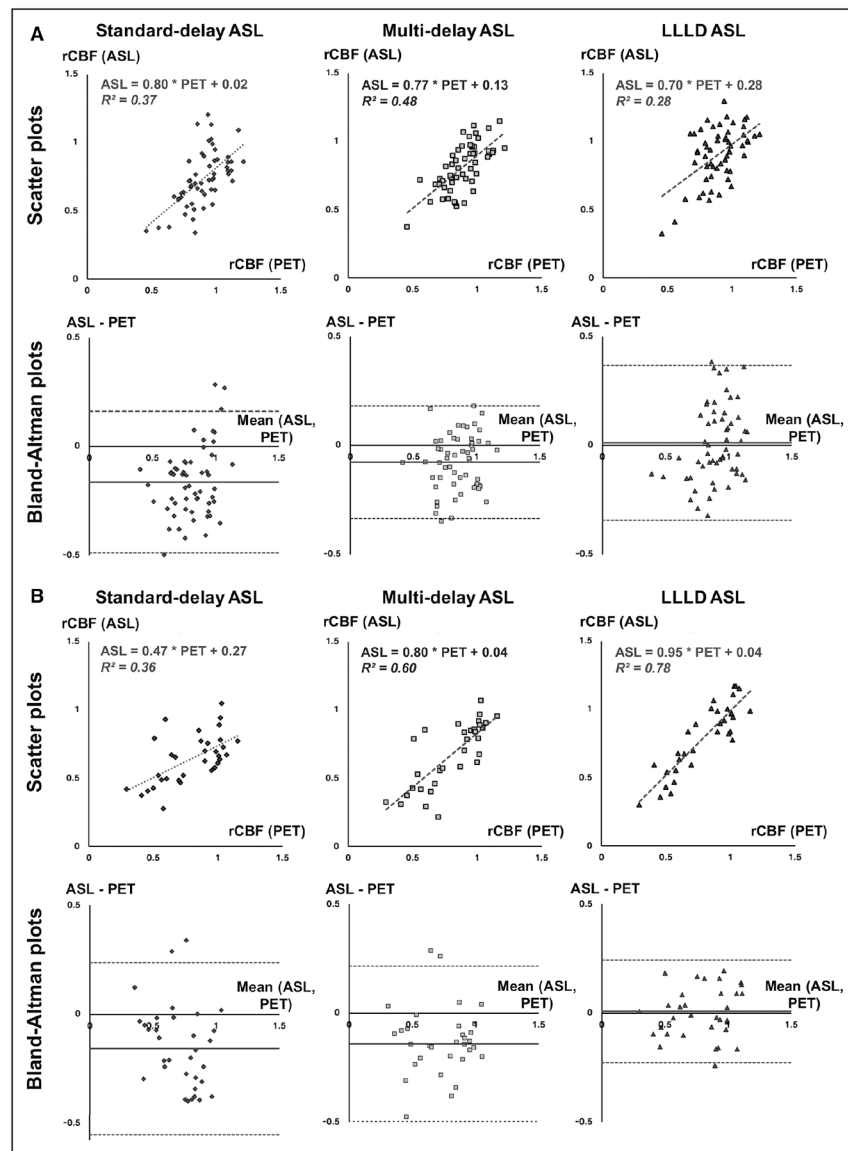 A
Standard-delay ASL
Multi-delay ASL
LLLD ASL
Scatter plots
rCBF (ASL)
1.5
ASL = 0.80 * PET + 0.02
R² = 0.37
1
0.5
rCBF (PET)
0
0
0.5
1
1.5
rCBF (ASL)
1.5
ASL = 0.77 * PET + 0.13
R² = 0.48
1
0.5
rCBF (PET)
0
0
0.5
1
1.5
rCBF (ASL)
1.5
ASL = 0.70 * PET + 0.28
R² = 0.28
1
0.5
rCBF (PET)
0
0
0.5
1
1.5
Bland-Altman plots
ASL - PET
0.5
Mean (ASL,
PET)
0
0
0.5
1
1.5
-0.5
ASL - PET
0.5
Mean (ASL,
PET)
0
0
0.5
1
1.5
-0.5
ASL - PET
0.5
Mean (ASL,
PET)
0
0
0.5
1
1.5
-0.5
B
Standard-delay ASL
Multi-delay ASL
LLLD ASL
Scatter plots
rCBF (ASL)
1.5
ASL = 0.47 * PET + 0.27
R² = 0.36
1
0.5
rCBF (PET)
0
0
0.5
1
1.5
rCBF (ASL)
1.5
ASL = 0.80 * PET + 0.04
R² = 0.60
1
0.5
rCBF (PET)
0
0
0.5
1
1.5
rCBF (ASL)
1.5
ASL = 0.95 * PET + 0.04
R² = 0.78
1
0.5
rCBF (PET)
0
0
0.5
1
1.5
Bland-Altman plots
ASL - PET
0.5
Mean (ASL,
PET)
0
0
0.5
1
1.5
-0.5
ASL - PET
0.5
Mean (ASL,
PET)
0
0
0.5
1
1.5
-0.5
ASL - PET
0.5
Mean (ASL,
PET)
0
0
0.5
1
1.5
-0.5